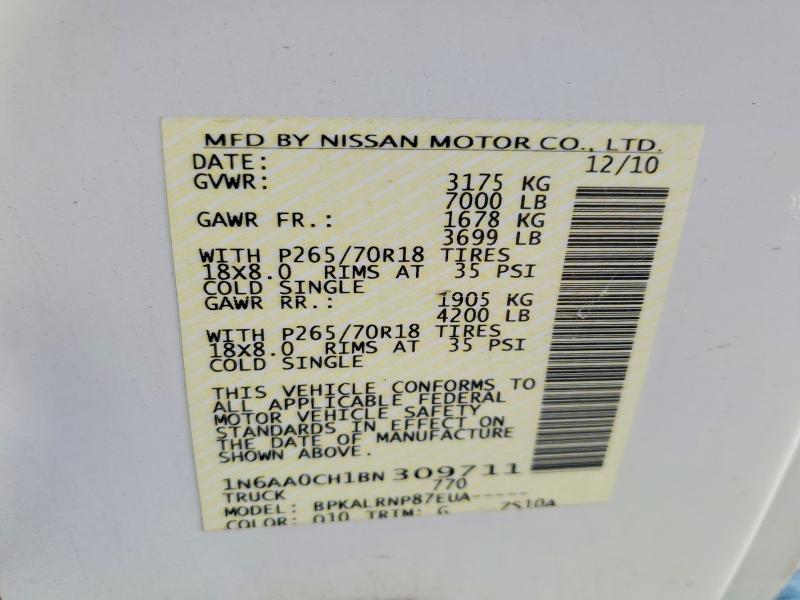 MFD BY NISSAN MOTOR CO., LTD.
DATE: 12/10
GVWR: 3175 KG
7000 LB
GAWR FR.: 1678 KG
3699 LB
WITH P265/70R18 TIRES
18X8.0 RIMS AT 35 PSI
COLD SINGLE
GAWR RR.: 1905 KG
4200 LB
WITH P265/70R18 TIRES
18X8.0 RIMS AT 35 PSI
COLD SINGLE
THIS VEHICLE CONFORMS TO
ALL APPLICABLE FEDERAL
MOTOR VEHICLE SAFETY
STANDARDS IN EFFECT ON
THE DATE OF MANUFACTURE
SHOWN ABOVE.
1N6AA0CH1BN 309711
TRUCK 770
MODEL: BPKALRNP87EUA-----
COLOR: Q10 TRIM: G ZS10A